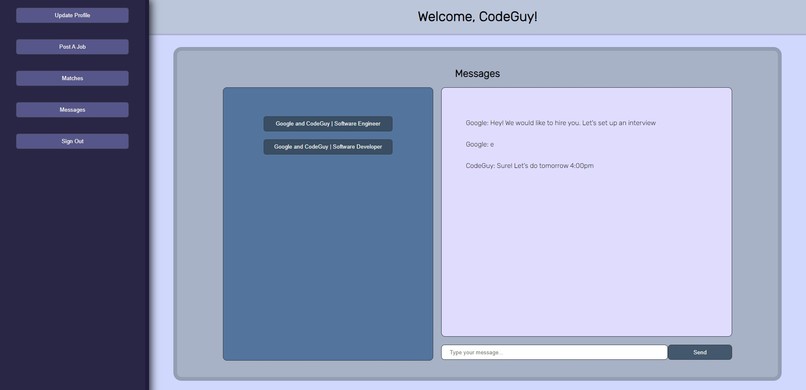 Update Profile
Post A Job
Matches
Messages
Sign Out
Welcome, CodeGuy!
Messages
Google and CodeGuy | Software Engineer
Google and CodeGuy | Software Developer
Google: Hey! We would like to hire you. Let's set up an interview
Google: e
CodeGuy: Sure! Let's do tomorrow 4:00pm
Type your message...
Send